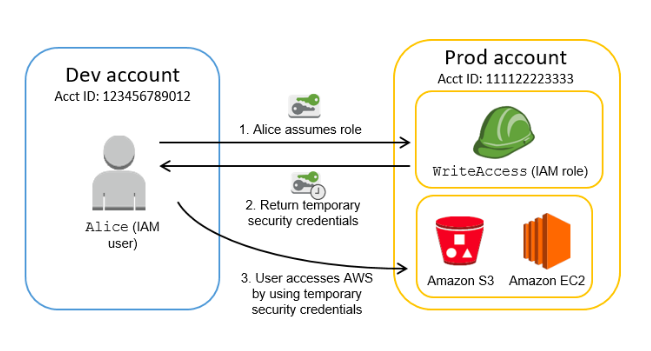 Dev account
Acct ID: 123456789012
Alice (IAM
user)
1. Alice assumes role
2. Return temporary
security credentials
3. User accesses AWS
by using temporary
security credentials
Prod account
Acct ID: 111122223333
WriteAccess (IAM role)
Amazon S3
Amazon EC2